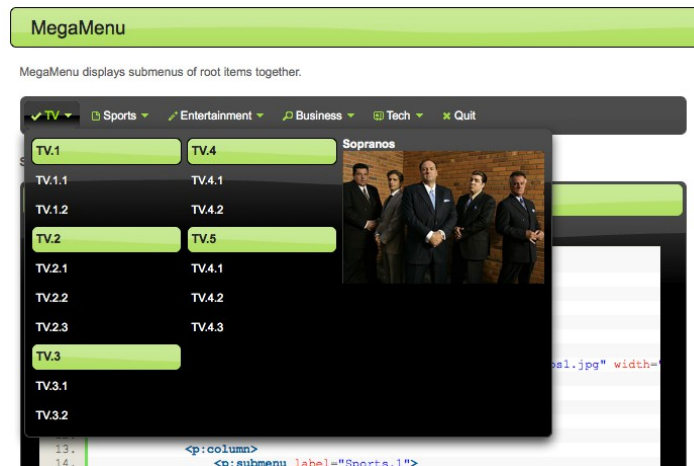 MegaMenu
MegaMenu displays submenus of root items together.
TV Sports Entertainment Business Tech Quit
TV.1
TV.1.1
TV.1.2
TV.2
TV.2.1
TV.2.2
TV.2.3
TV.3
TV.3.1
TV.3.2
TV.4
TV.4.1
TV.4.2
TV.5
TV.4.1
TV.4.2
TV.4.3
Sopranos
os1.jpg" width="
13. <p:column>
14. <p:submenu label="Sports.1">